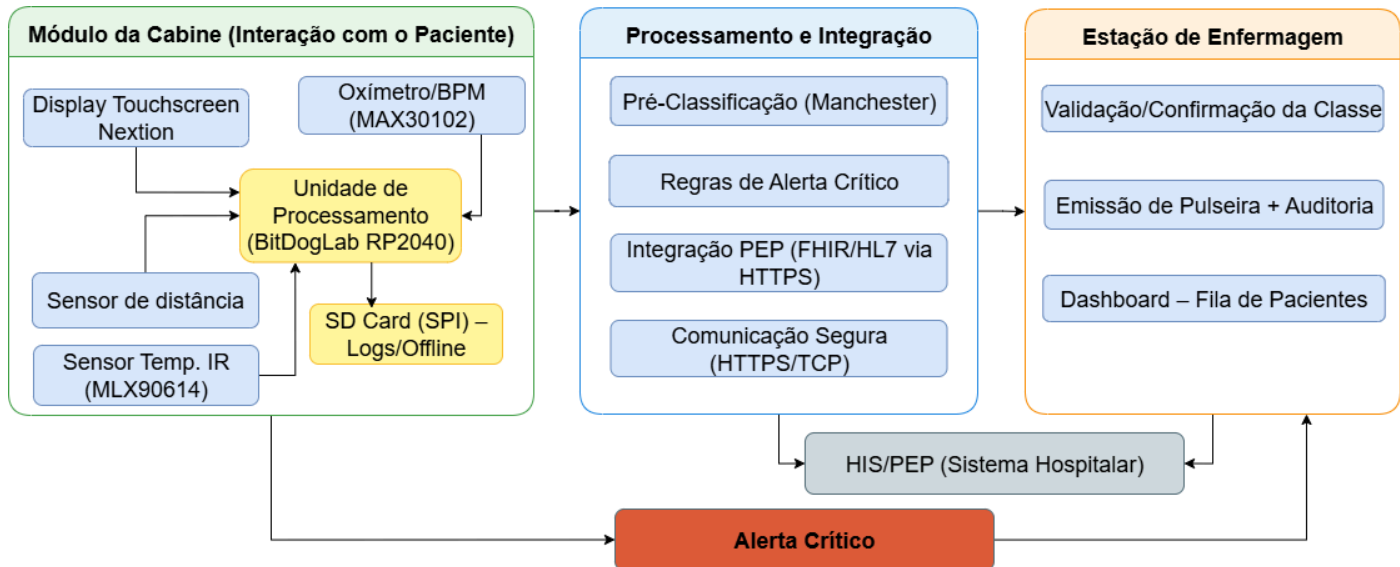 Módulo da Cabine (Interação com o Paciente)
Display Touchscreen
Nextion
Oxímetro/BPM
(MAX30102)
Unidade de
Processamento
(BitDogLab RP2040)
Sensor de distância
SD Card (SPI) –
Logs/Offline
Sensor Temp. IR
(MLX90614)
Processamento e Integração
Pré-Classificação (Manchester)
Regras de Alerta Crítico
Integração PEP (FHIR/HL7 via
HTTPS)
Comunicação Segura
(HTTPS/TCP)
Estação de Enfermagem
Validação/Confirmação da Classe
Emissão de Pulseira + Auditoria
Dashboard – Fila de Pacientes
HIS/PEP (Sistema Hospitalar)
Alerta Crítico